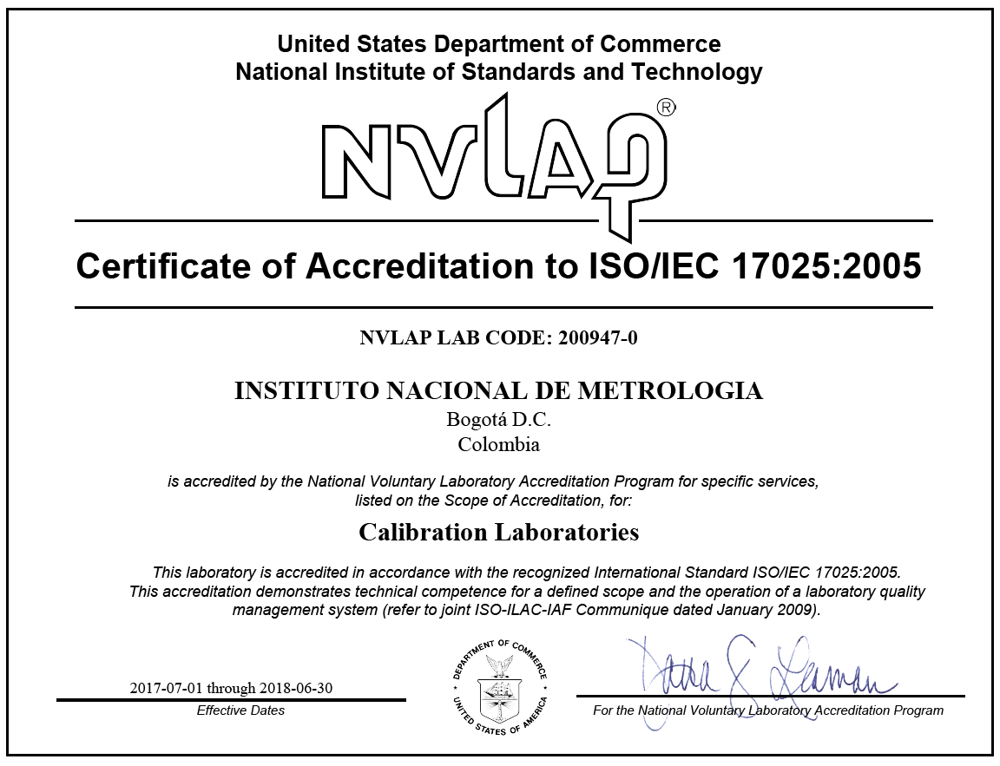 United States Department of Commerce
National Institute of Standards and Technology
NVLAP®
Certificate of Accreditation to ISO/IEC 17025:2005
NVLAP LAB CODE: 200947-0
INSTITUTO NACIONAL DE METROLOGIA
Bogotá D.C.
Colombia
is accredited by the National Voluntary Laboratory Accreditation Program for specific services,
listed on the Scope of Accreditation, for:
Calibration Laboratories
This laboratory is accredited in accordance with the recognized International Standard ISO/IEC 17025:2005.
This accreditation demonstrates technical competence for a defined scope and the operation of a laboratory quality
management system (refer to joint ISO-ILAC-IAF Communique dated January 2009).
2017-07-01 through 2018-06-30
Effective Dates
DEPARTMENT OF COMMERCE
UNITED STATES OF AMERICA
Dana S Leaman
For the National Voluntary Laboratory Accreditation Program